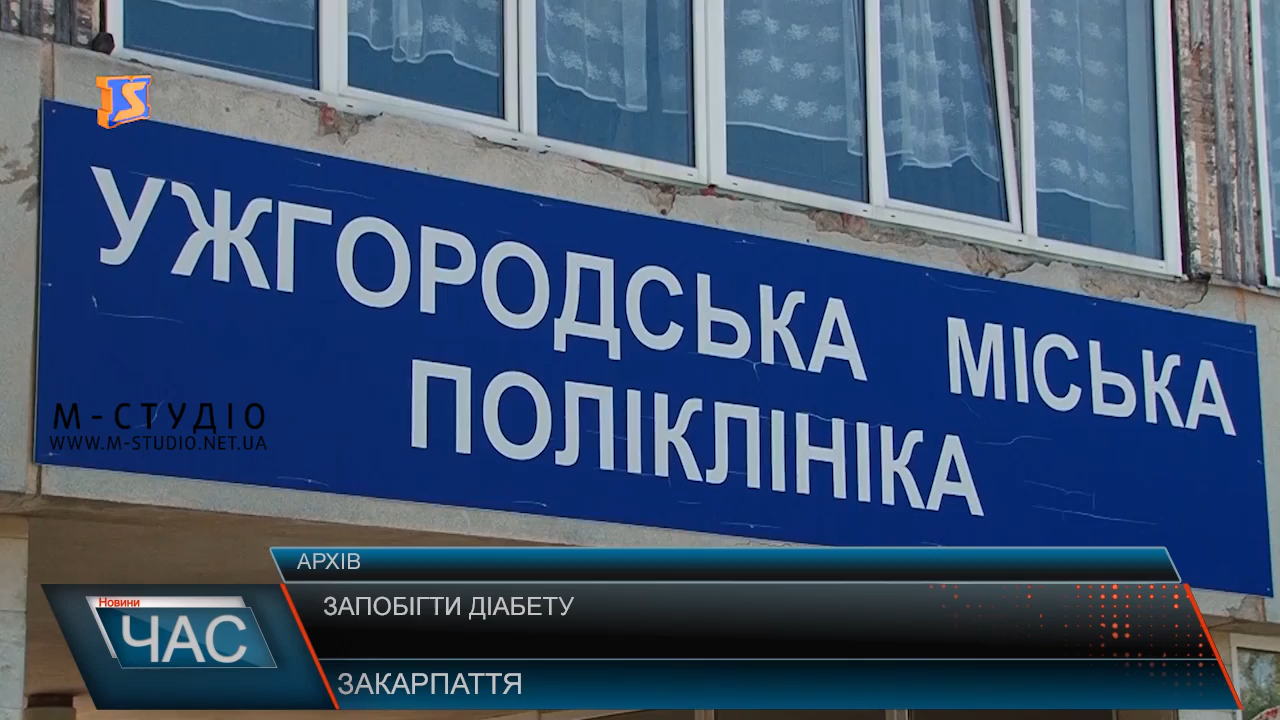 УЖГОРОДСЬКА МІСЬКА
ПОЛІКЛІНІКА
М-СТУДІО
WWW.M-STUDIO.NET.UA
АРХІВ
Новини
ЧАС
ЗАПОБІГТИ ДІАБЕТУ
ЗАКАРПАТТЯ